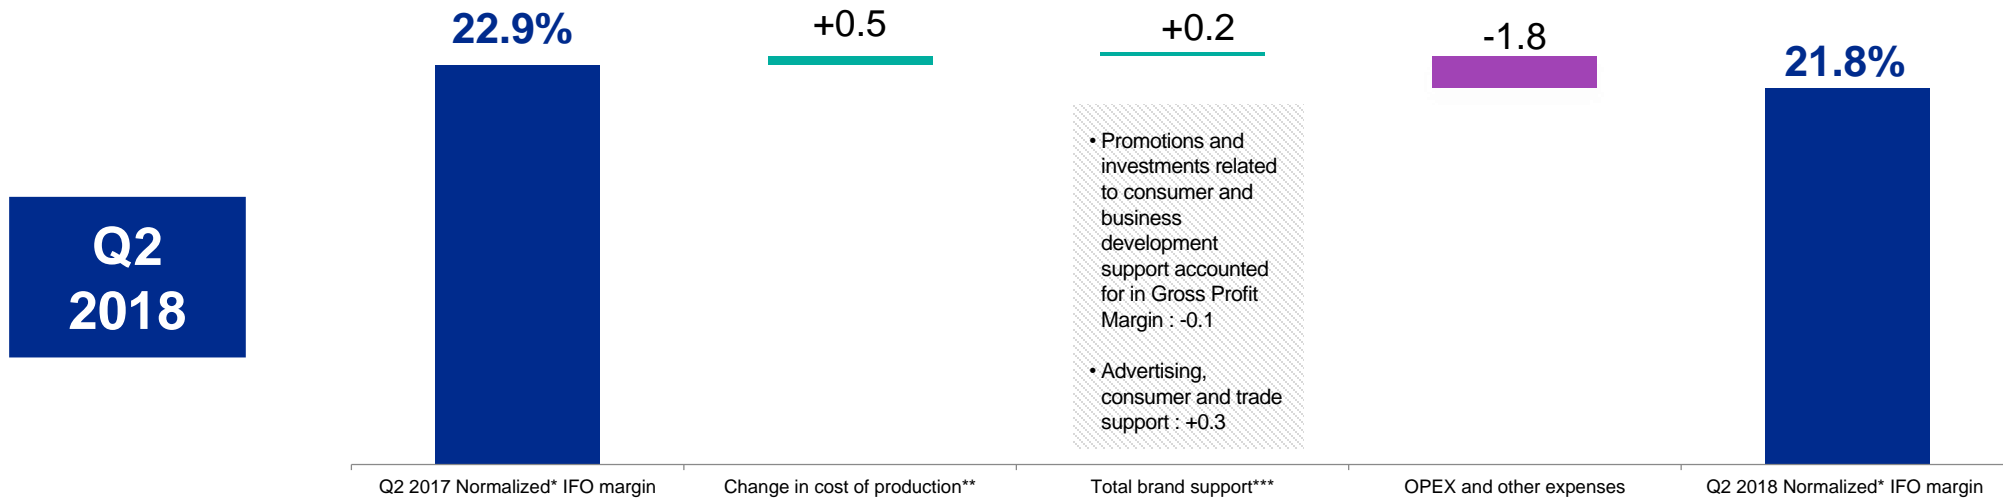 22.9%
+0.5
+0.2
-1.8
21.8%
Q2
2018
• Promotions and
investments related
to consumer and
business
development
support accounted
for in Gross Profit
Margin : -0.1
• Advertising,
consumer and trade
support : +0.3
Q2 2017 Normalized* IFO margin
Change in cost of production**
Total brand support***
OPEX and other expenses
Q2 2018 Normalized* IFO margin